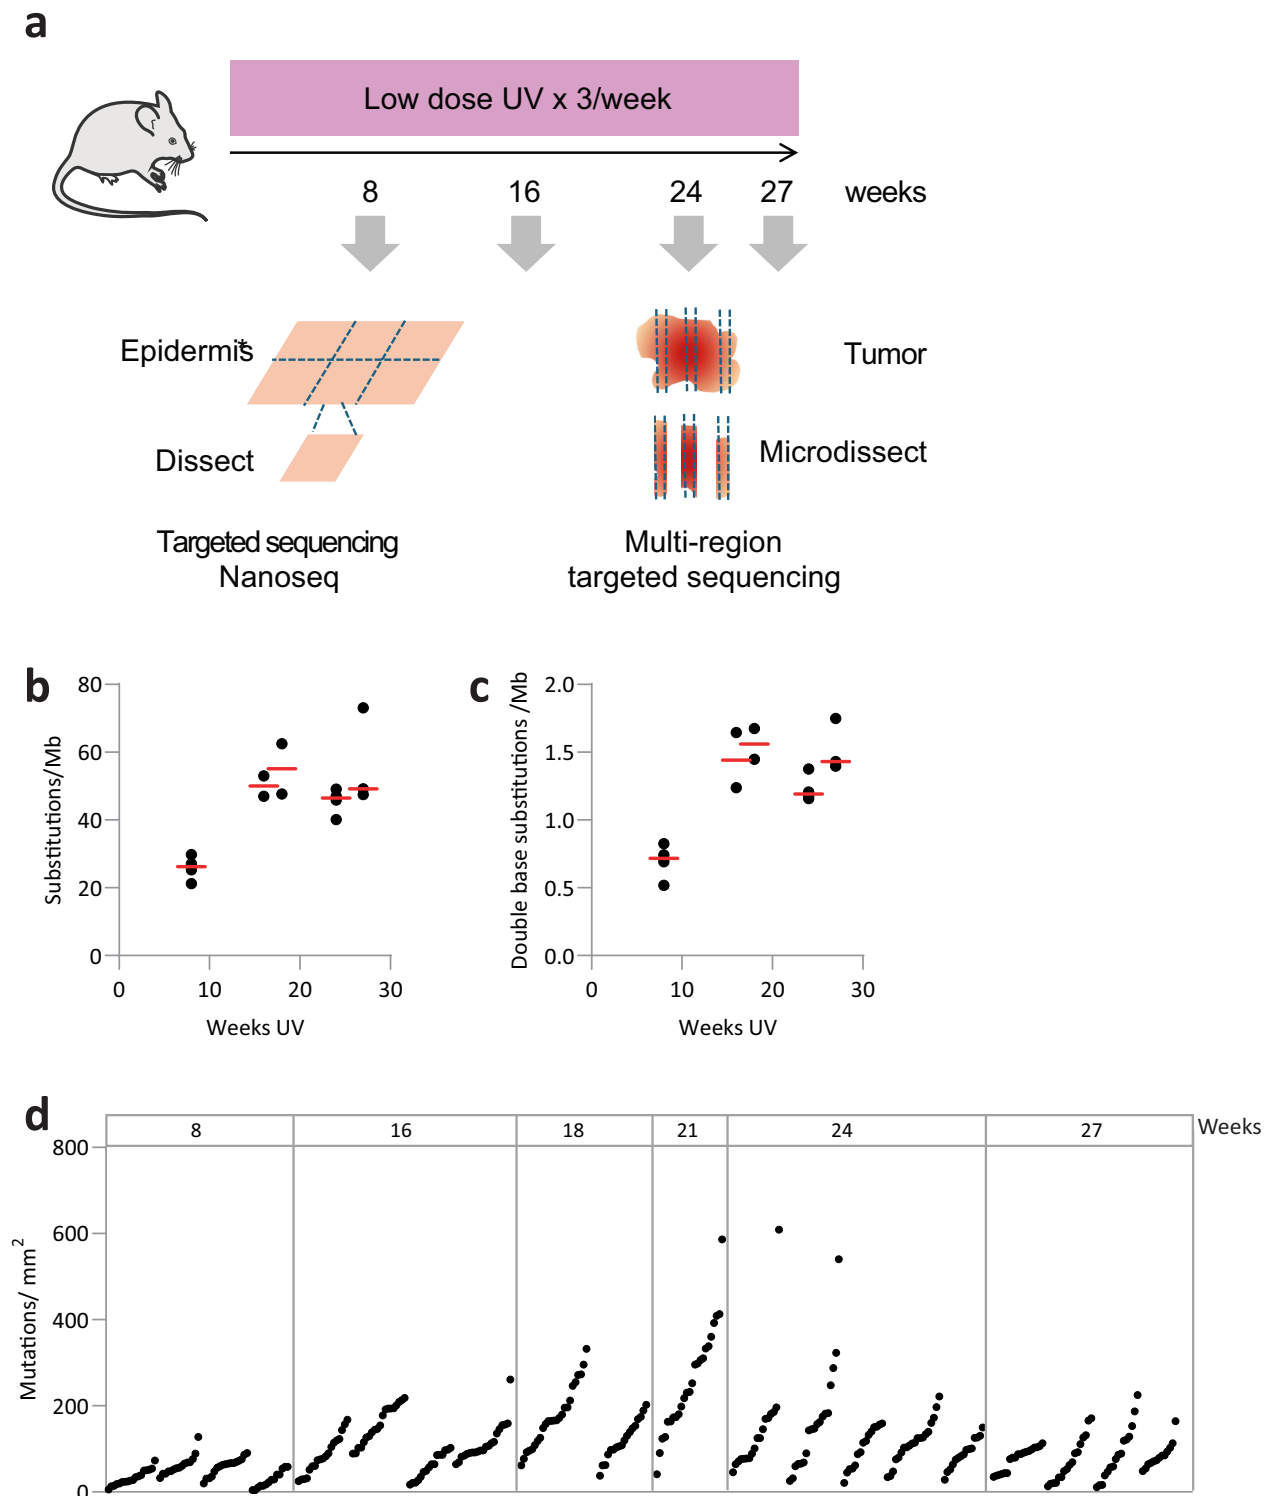 a
Low dose UV x 3/week
8 16 24 27 weeks
Epidermis*
Tumor
Dissect
Microdissect
Targeted sequencing
Nanoseq
Multi-region
targeted sequencing
b
Substitutions/Mb
80
60
40
20
0
0 10 20 30
Weeks UV
c
Double base substitutions /Mb
2.0
1.5
1.0
0.5
0.0
0 10 20 30
Weeks UV
d
8 16 18 21 24 27 Weeks
Mutations/ mm²
800
600
400
200
0